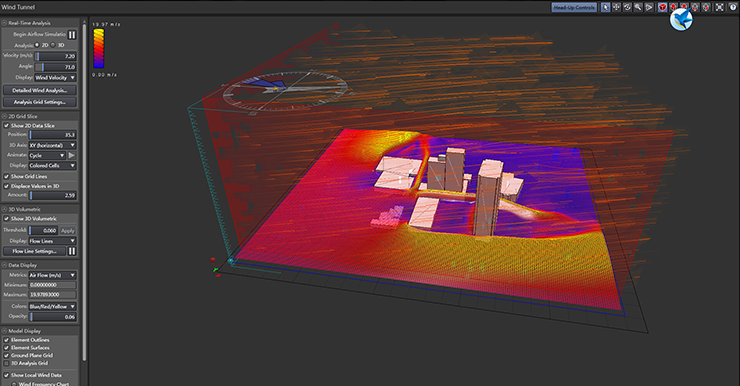 Wind Tunnel
Head-Up Controls
Real-Time Analysis
Begin Airflow Simulatio
Analysis: 2D 3D
Velocity (m/s): 7.20
Angle: 71.0
Display: Wind Velocity
Detailed Wind Analysis...
Analysis Grid Settings...
2D Grid Slice
Show 2D Data Slice
Position: 35.3
3D Axis: XY (horizontal)
Animate: Cycle
Display: Colored Cells
Show Grid Lines
Displace Values in 3D
Amount: 2.59
3D Volumetric
Show 3D Volumetric
Threshold: 0.060 Apply
Display: Flow Lines
Flow Line Settings...
Data Display
Metrics: Air Flow (m/s)
Minimum: 0.00000000
Maximum: 19.97893000
Colors: Blue/Red/Yellow
Opacity: 0.06
Model Display
Element Outlines
Element Surfaces
Ground Plane Grid
3D Analysis Grid
Show Local Wind Data
Wind Frequency Chart
19.97 m/s
0.00 m/s